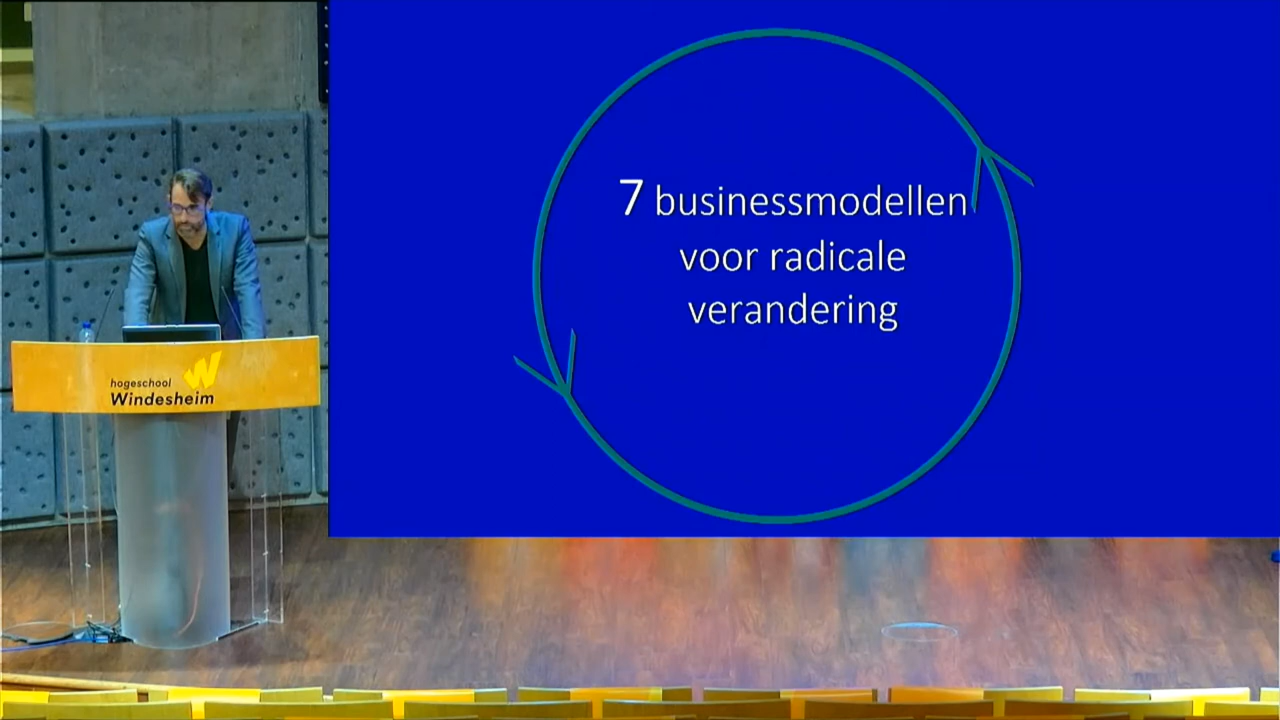 7 businessmodellen
voor radicale
verandering
hogeschool
Windesheim